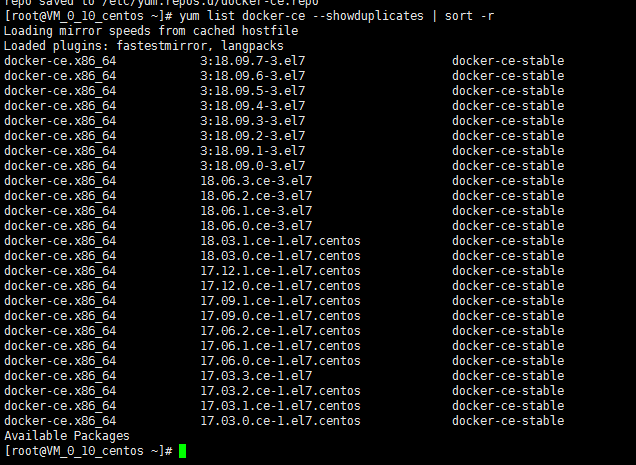 repo saved to /etc/yum.repos.d/docker-ce.repo
[root@VM_0_10_centos ~]# yum list docker-ce --showduplicates | sort -r
Loading mirror speeds from cached hostfile
Loaded plugins: fastestmirror, langpacks
docker-ce.x86_64 3:18.09.7-3.el7 docker-ce-stable
docker-ce.x86_64 3:18.09.6-3.el7 docker-ce-stable
docker-ce.x86_64 3:18.09.5-3.el7 docker-ce-stable
docker-ce.x86_64 3:18.09.4-3.el7 docker-ce-stable
docker-ce.x86_64 3:18.09.3-3.el7 docker-ce-stable
docker-ce.x86_64 3:18.09.2-3.el7 docker-ce-stable
docker-ce.x86_64 3:18.09.1-3.el7 docker-ce-stable
docker-ce.x86_64 3:18.09.0-3.el7 docker-ce-stable
docker-ce.x86_64 18.06.3.ce-3.el7 docker-ce-stable
docker-ce.x86_64 18.06.2.ce-3.el7 docker-ce-stable
docker-ce.x86_64 18.06.1.ce-3.el7 docker-ce-stable
docker-ce.x86_64 18.06.0.ce-3.el7 docker-ce-stable
docker-ce.x86_64 18.03.1.ce-1.el7.centos docker-ce-stable
docker-ce.x86_64 18.03.0.ce-1.el7.centos docker-ce-stable
docker-ce.x86_64 17.12.1.ce-1.el7.centos docker-ce-stable
docker-ce.x86_64 17.12.0.ce-1.el7.centos docker-ce-stable
docker-ce.x86_64 17.09.1.ce-1.el7.centos docker-ce-stable
docker-ce.x86_64 17.09.0.ce-1.el7.centos docker-ce-stable
docker-ce.x86_64 17.06.2.ce-1.el7.centos docker-ce-stable
docker-ce.x86_64 17.06.1.ce-1.el7.centos docker-ce-stable
docker-ce.x86_64 17.06.0.ce-1.el7.centos docker-ce-stable
docker-ce.x86_64 17.03.3.ce-1.el7 docker-ce-stable
docker-ce.x86_64 17.03.2.ce-1.el7.centos docker-ce-stable
docker-ce.x86_64 17.03.1.ce-1.el7.centos docker-ce-stable
docker-ce.x86_64 17.03.0.ce-1.el7.centos docker-ce-stable
Available Packages
[root@VM_0_10_centos ~]#